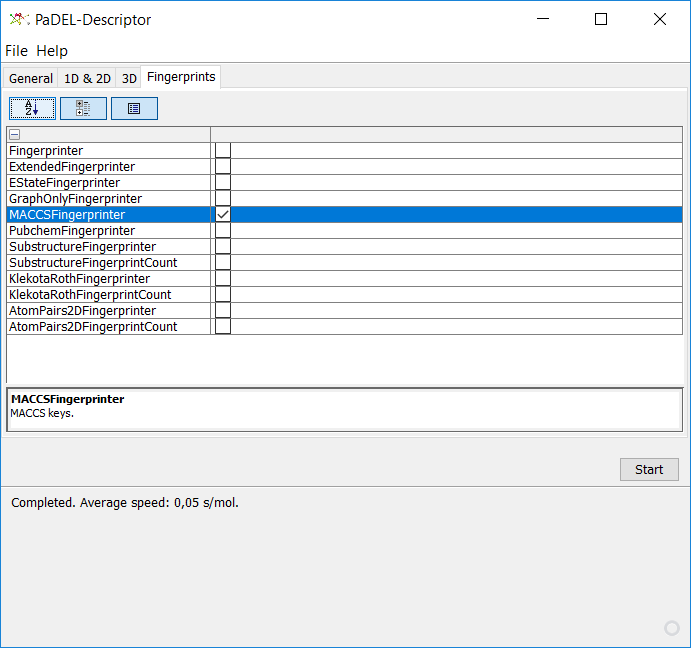 PaDEL-Descriptor
File Help
General 1D & 2D 3D Fingerprints
Fingerprinter
ExtendedFingerprinter
EStateFingerprinter
GraphOnlyFingerprinter
MACCSFingerprinter
PubchemFingerprinter
SubstructureFingerprinter
SubstructureFingerprintCount
KlekotaRothFingerprinter
KlekotaRothFingerprintCount
AtomPairs2DFingerprinter
AtomPairs2DFingerprintCount
MACCSFingerprinter
MACCS keys.
Start
Completed. Average speed: 0,05 s/mol.